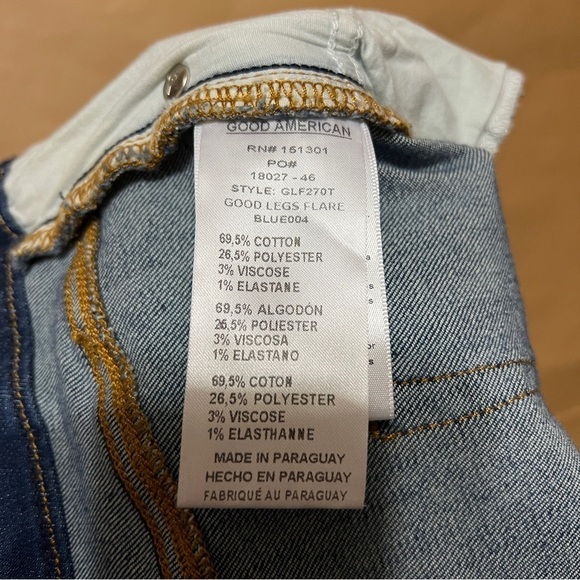 GOOD AMERICAN
RN# 151301
PO#
18027 - 46
STYLE: GLF270T
GOOD LEGS FLARE
BLUE004
69,5% COTTON
26,5% POLYESTER
3% VISCOSE
1% ELASTANE
69,5% ALGODÓN
26,5% POLIESTER
3% VISCOSA
1% ELASTANO
69,5% COTON
26,5% POLYESTER
3% VISCOSE
1% ELASTHANNE
MADE IN PARAGUAY
HECHO EN PARAGUAY
FABRIQUÉ AU PARAGUAY